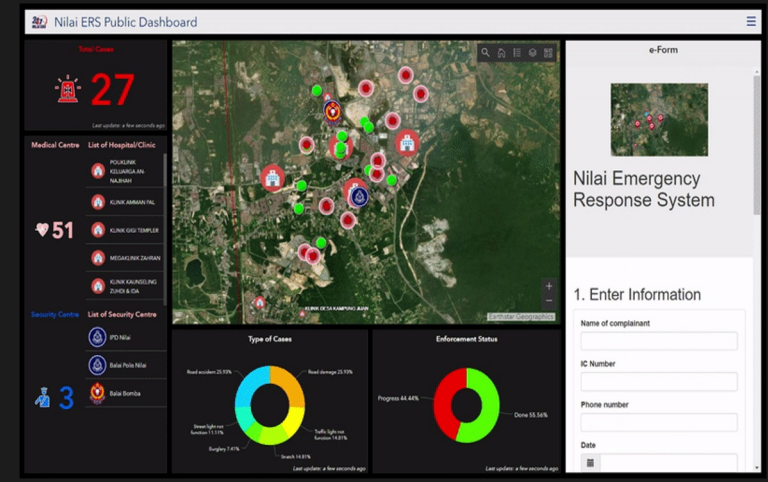 Nilai ERS Public Dashboard
Total Cases
27
Last update: a few seconds ago
Medical Centre
51
List of Hospital/Clinic
POLIKLINIK
KELUARGA AN-
NAJIHAH
KLINIK AMMAN PAL
KLINIK GIGI TEMPLER
MEGAKLINIK ZAHRAN
KLINIK KAUNSELING
ZUHDI & IDA
Security Centre
3
List of Security Centre
IPD Nilai
Balai Polis Nilai
Balai Bomba
KLINIK DESA KAMPUNG JIJAN
+
−
Earthstar Geographics
Type of Cases
Road accident 25.93%
Road damage 25.93%
Street light not
function 11.11%
Traffic light not
function 14.81%
Burglary 7.41%
Snatch 14.81%
Last update: a few seconds ago
Enforcement Status
Progress 44.44%
Done 55.56%
Last update: a few seconds ago
e-Form
Nilai Emergency
Response System
1. Enter Information
Name of complainant
IC Number
Phone number
Date